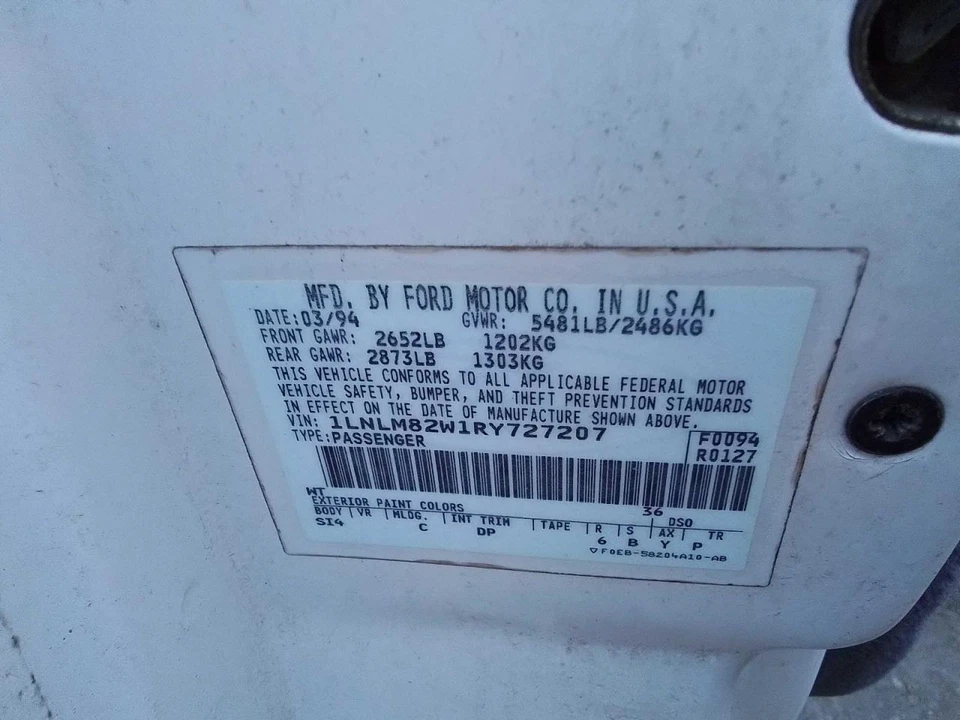 MFD. BY FORD MOTOR CO. IN U.S.A.
DATE: 03/94 GVWR: 5481LB/2486KG
FRONT GAWR: 2652LB 1202KG
REAR GAWR: 2873LB 1303KG
THIS VEHICLE CONFORMS TO ALL APPLICABLE FEDERAL MOTOR
VEHICLE SAFETY, BUMPER, AND THEFT PREVENTION STANDARDS
IN EFFECT ON THE DATE OF MANUFACTURE SHOWN ABOVE.
VIN: 1LNLM82W1RY727207
TYPE: PASSENGER
F0094
R0127
WT
EXTERIOR PAINT COLORS 36 DSO
BODY VR MLDG. INT TRIM TAPE R S AX TR
SI4 C DP 6 B Y P
F0EB-58204A10-AB